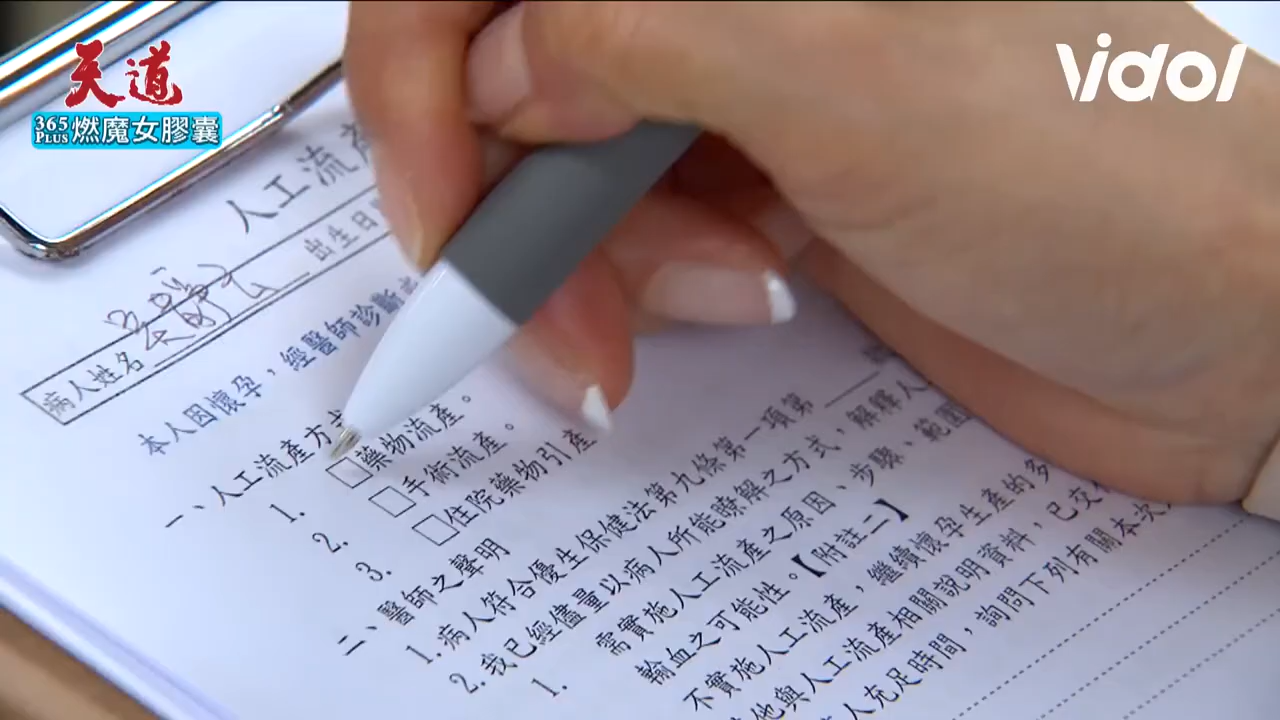 天道
365 PLUS 燃魔女膠囊
vidol
人工流產
病人姓名 出生日
本人因懷孕，經醫師診斷
一、人工流產方式
1. □藥物流產。
2. □手術流產。
3. □住院藥物引產
二、醫師之聲明
1. 病人符合優生保健法第九條第一項第
2. 我已經儘量以病人所能瞭解之方式，解釋人
1. 需實施人工流產之原因、步驟、範圍
輸血之可能性。【附註二】
不實施人工流產，繼續懷孕生產的多
他與人工流產相關說明資料，已交
人充足時間，詢問下列有關本次